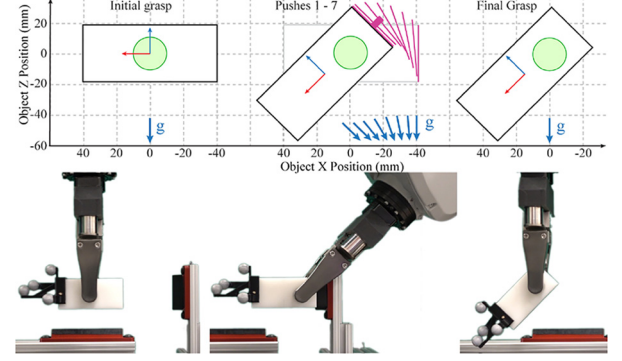 Initial grasp
Pushes 1 - 7
Final Grasp
Object Z Position (mm)
20
0
-20
-40
-60
g
g
g
40 20 0 -20 -40
40 20 0 -20 -40
40 20 0 -20
Object X Position (mm)